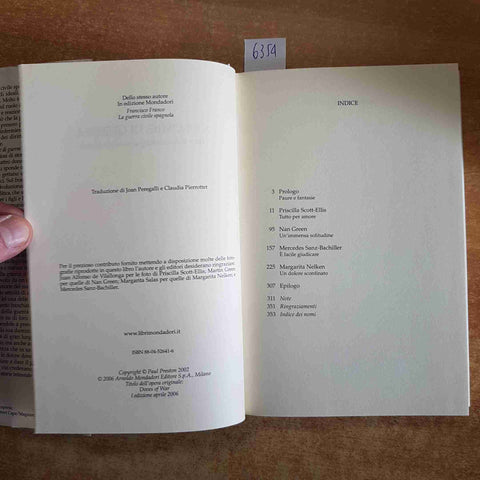 6354
Dello stesso autore
In edizione Mondadori
Francisco Franco
La guerra civile spagnola
Traduzione di Joan Peregalli e Claudia Pierrottet
Per il prezioso contributo fornito mettendo a disposizione molte delle foto-
grafie riprodotte in questo libro l'autore e gli editori desiderano ringraziare
Joan Alfonso de Vilallonga per le foto di Priscilla Scott-Ellis, Martin Green
per quelle di Nan Green, Margarita Salas per quelle di Margarita Nelken, e
Mercedes Sanz-Bachiller.
www.librimondadori.it
ISBN 88-04-52641-6
Copyright © Paul Preston 2002
© 2006 Arnoldo Mondadori Editore S.p.A., Milano
Titolo dell'opera originale:
Doves of War
I edizione aprile 2006
INDICE
3 Prologo
Paure e fantasie
11 Priscilla Scott-Ellis
Tutto per amore
95 Nan Green
Un'immensa solitudine
157 Mercedes Sanz-Bachiller
È facile giudicare
225 Margarita Nelken
Un dolore sconfinato
307 Epilogo
311 Note
351 Ringraziamenti
353 Indice dei nomi